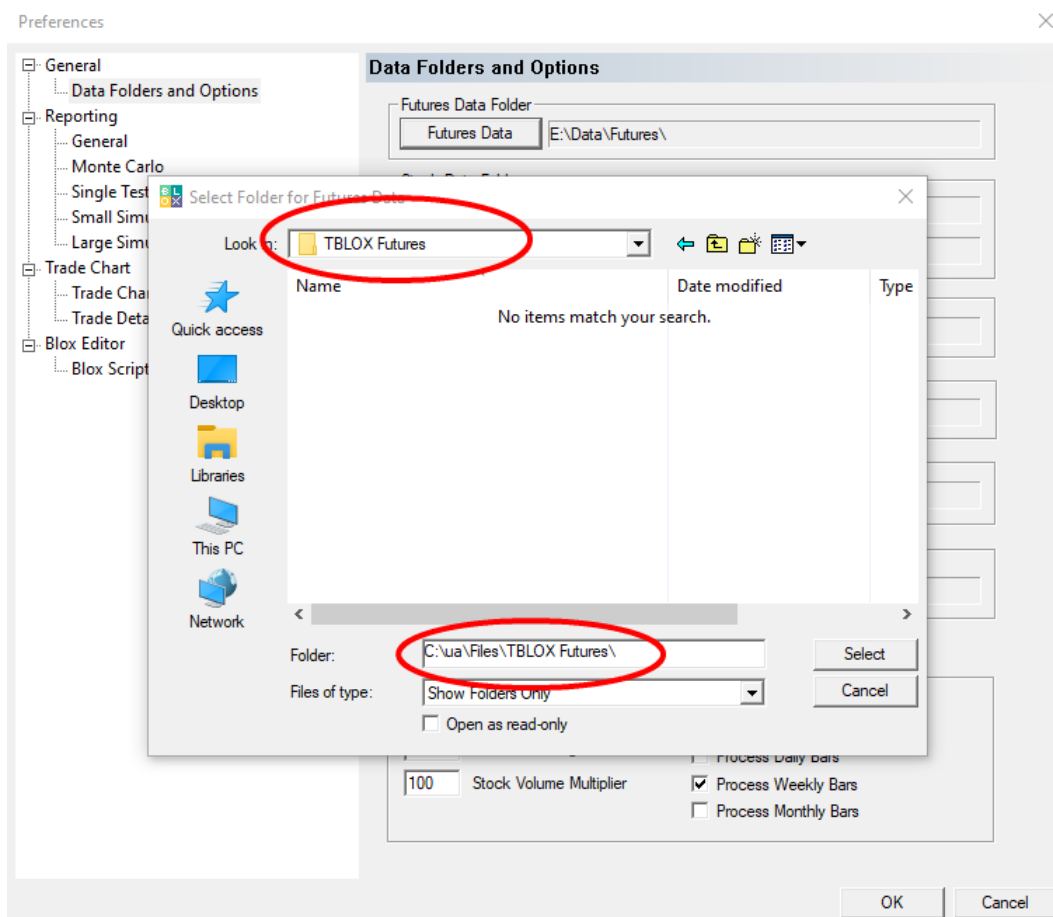 Preferences
General
Data Folders and Options
Reporting
General
Monte Carlo
Single Test
Small Simu
Large Simu
Trade Chart
Trade Char
Trade Deta
Blox Editor
Blox Script
Data Folders and Options
Futures Data Folder
Futures Data E:\Data\Futures\
Select Folder for Futures Data
Look in: TBLOX Futures
Name Date modified Type
No items match your search.
Quick access
Desktop
Libraries
This PC
Network
Folder: C:\ua\Files\TBLOX Futures\ Select
Files of type: Show Folders Only Cancel
Open as read-only
Process Daily Bars
100 Stock Volume Multiplier Process Weekly Bars
Process Monthly Bars
OK Cancel